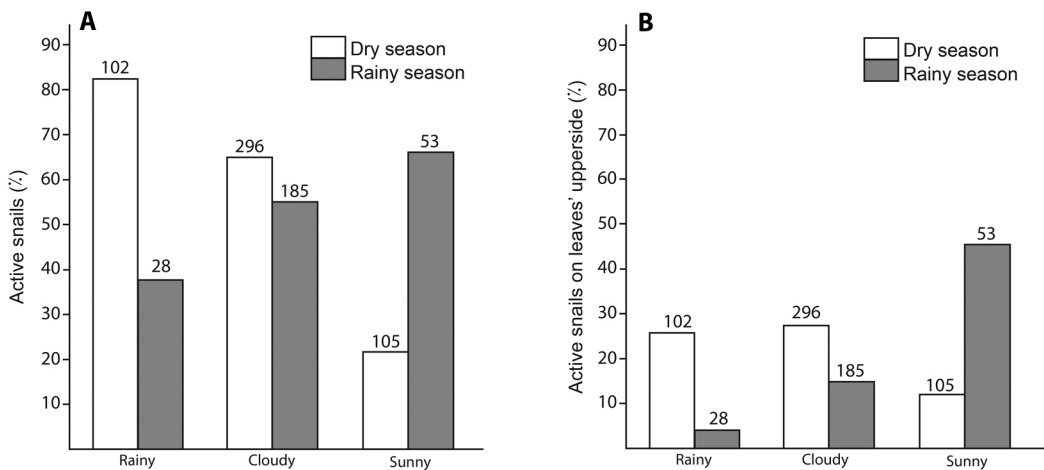 A
Active snails (%)
90
80
70
60
50
40
30
20
10
Dry season
Rainy season
102
28
296
185
105
53
Rainy
Cloudy
Sunny
B
Active snails on leaves’ upperside (%)
90
80
70
60
50
40
30
20
10
Dry season
Rainy season
102
28
296
185
105
53
Rainy
Cloudy
Sunny